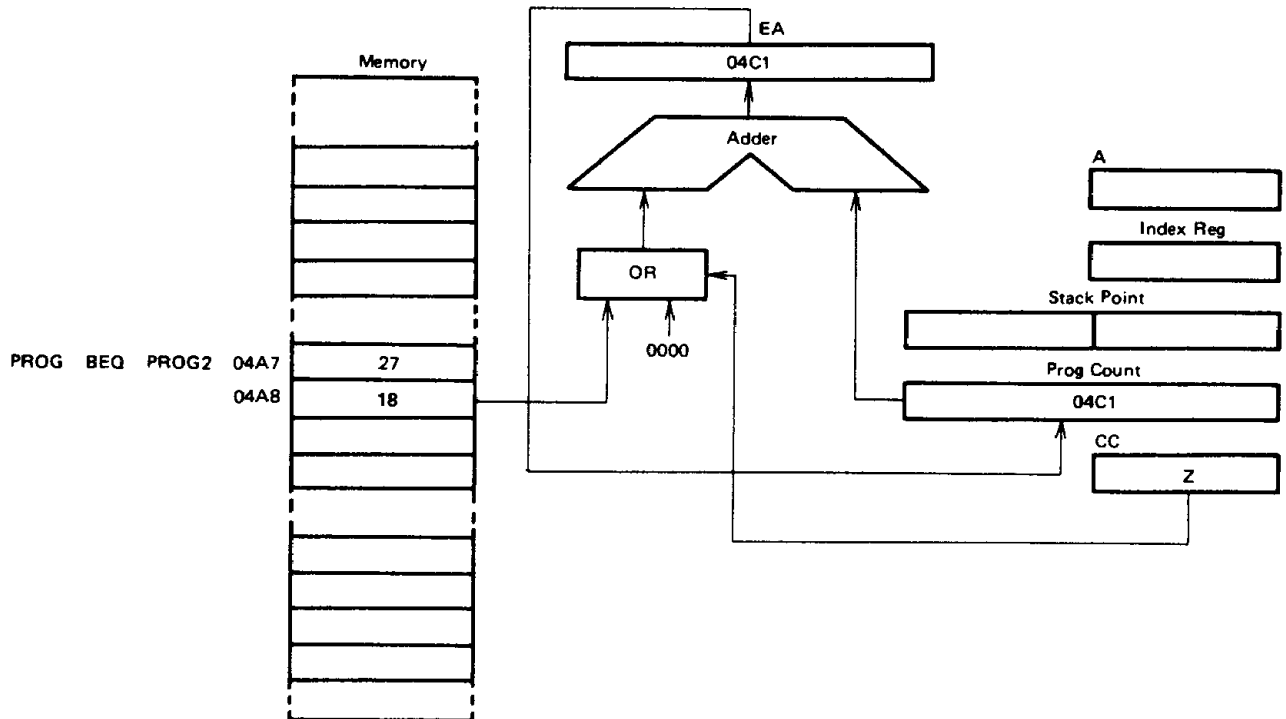 EA
04C1
Memory
Adder
A
Index Reg
OR
Stack Point
0000
PROG BEQ PROG2 04A7 27
Prog Count
04A8 18
04C1
CC
Z